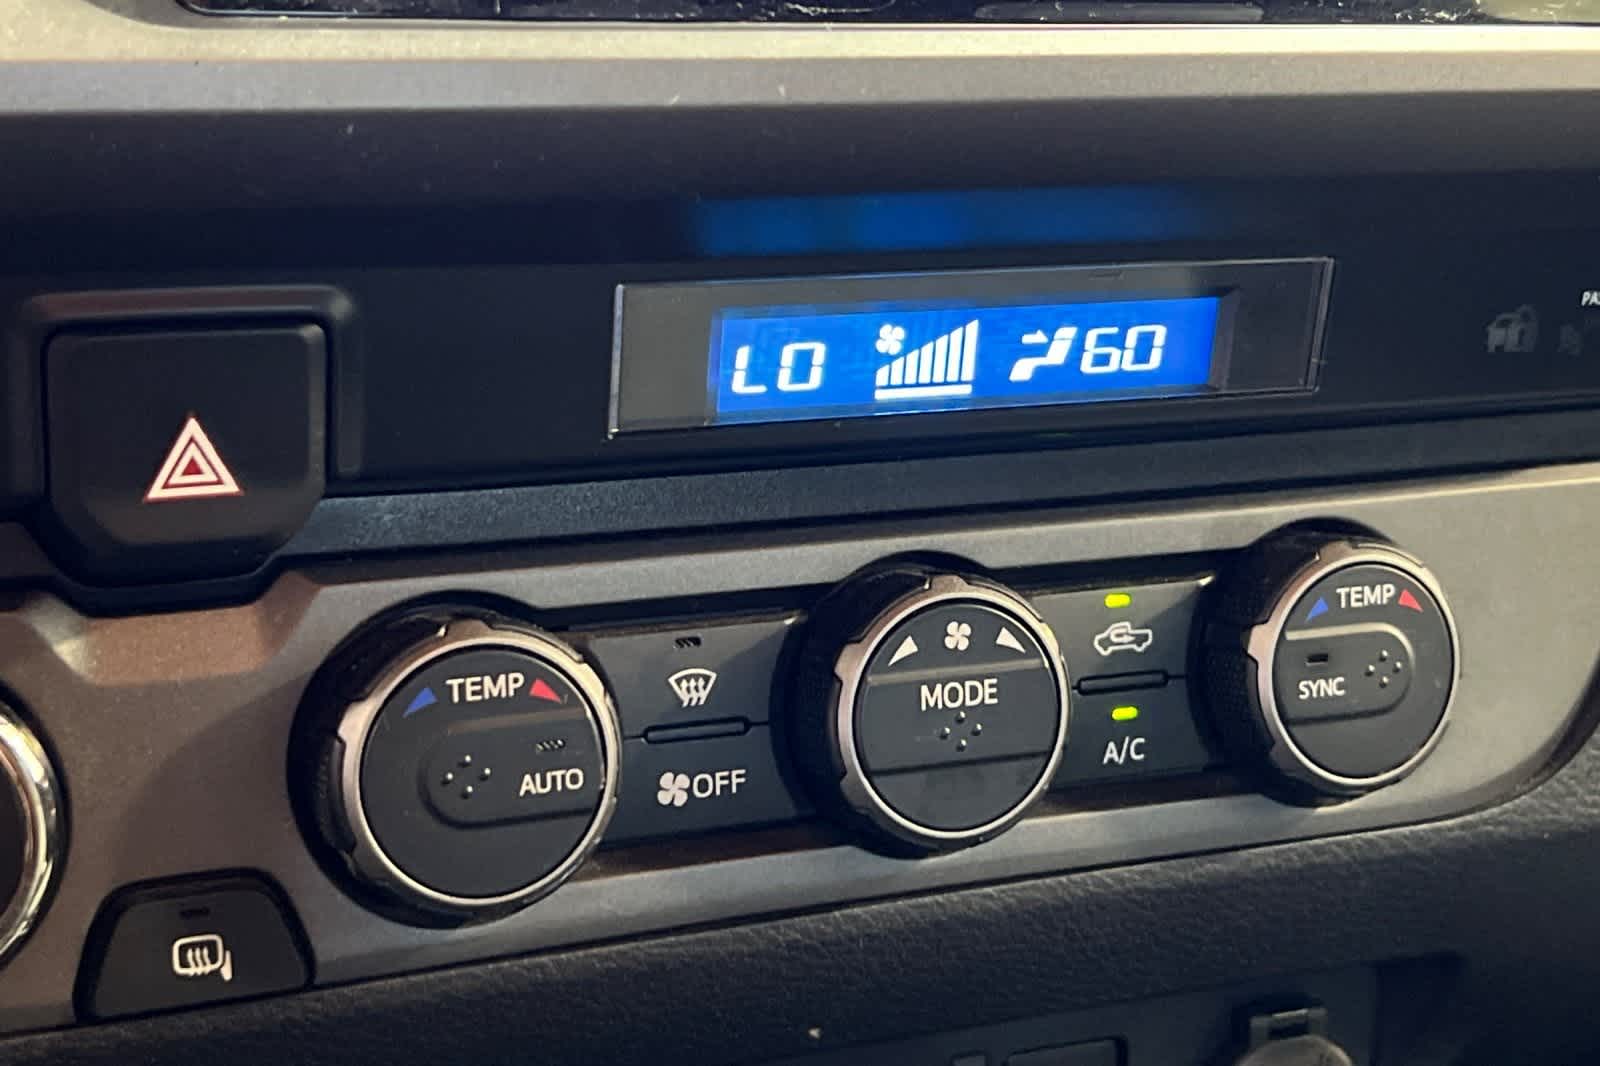 LO 60
TEMP
AUTO
OFF
MODE
A/C
TEMP
SYNC